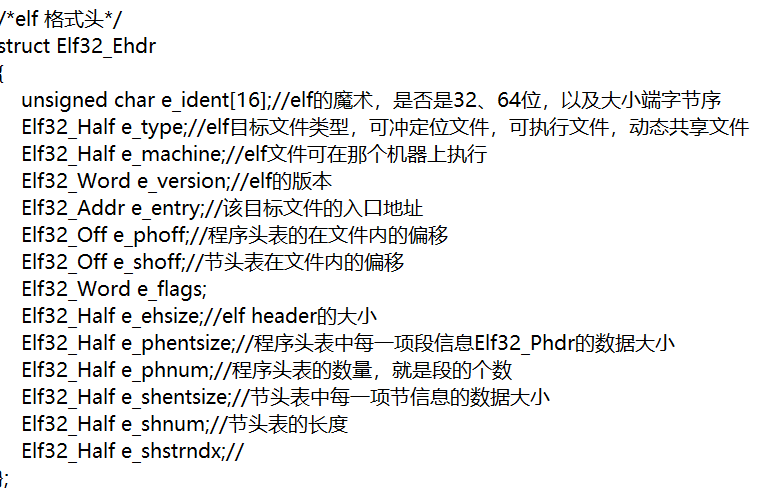 /*elf 格式头*/
struct Elf32_Ehdr
{
unsigned char e_ident[16];//elf的魔术，是否是32、64位，以及大小端字节序
Elf32_Half e_type;//elf目标文件类型，可冲定位文件，可执行文件，动态共享文件
Elf32_Half e_machine;//elf文件可在那个机器上执行
Elf32_Word e_version;//elf的版本
Elf32_Addr e_entry;//该目标文件的入口地址
Elf32_Off e_phoff;//程序头表的在文件内的偏移
Elf32_Off e_shoff;//节头表在文件内的偏移
Elf32_Word e_flags;
Elf32_Half e_ehsize;//elf header的大小
Elf32_Half e_phentsize;//程序头表中每一项段信息Elf32_Phdr的数据大小
Elf32_Half e_phnum;//程序头表的数量，就是段的个数
Elf32_Half e_shentsize;//节头表中每一项节信息的数据大小
Elf32_Half e_shnum;//节头表的长度
Elf32_Half e_shstrndx;//
};